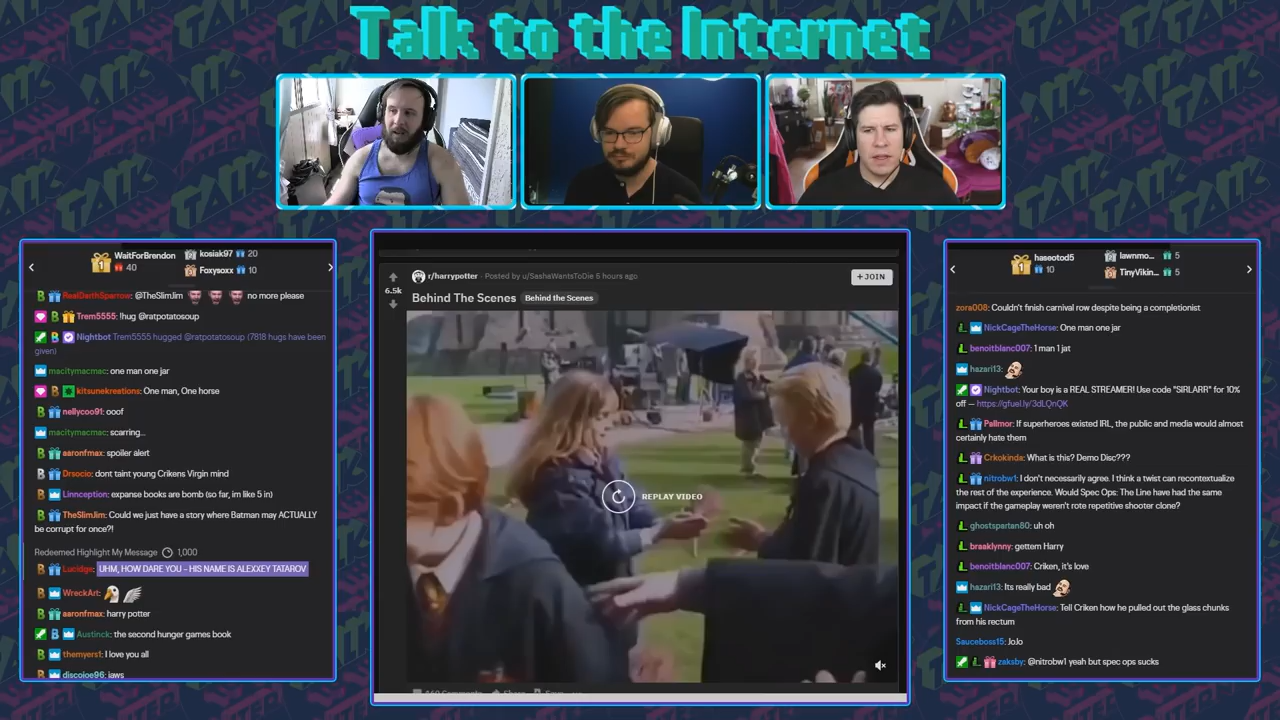 Talk to the Internet
WaitForBrendon
40
kosiak97 20
Foxysoxx 10
RealDarthSparrow: @TheSlimJim no more please
Trem5555: !hug @ratpotatosoup
Nightbot Trem5555 hugged @ratpotatosoup (7818 hugs have been
given)
macitymacmac: one man one jar
kitsunekreations: One man, One horse
nellycoo91: ooof
macitymacmac: scarring...
aaronfmax: spoiler alert
Drsocio: dont taint young Crikens Virgin mind
Linnception: expanse books are bomb (so far, im like 5 in)
TheSlimJim: Could we just have a story where Batman may ACTUALLY
be corrupt for once?!
Redeemed Highlight My Message 1,000
Lucidgs: UHM, HOW DARE YOU - HIS NAME IS ALEXXEY TATAROV
WreckArt:
aaronfmax: harry potter
Austinck: the second hunger games book
themyers1: I love you all
discojoe96: jaws
r/harrypotter · Posted by u/SashaWantsToDie 5 hours ago
+ JOIN
6.5k
Behind The Scenes Behind the Scenes
REPLAY VIDEO
Comments Share Save
haseotod5
10
lawnmo... 5
TinyVikin... 5
zora008: Couldn't finish carnival row despite being a completionist
NickCageTheHorse: One man one jar
benoitblanc007: 1 man 1 jat
hazari13:
Nightbot: Your boy is a REAL STREAMER! Use code "SIRLARR" for 10%
off — https://gfuel.ly/3dLQnQK
Pallmor: If superheroes existed IRL, the public and media would almost
certainly hate them
Crkokinda: What is this? Demo Disc???
nitrobw1: I don't necessarily agree. I think a twist can recontextualize
the rest of the experience. Would Spec Ops: The Line have had the same
impact if the gameplay weren't rote repetitive shooter clone?
ghostspartan80: uh oh
braaklynny: gettem Harry
benoitblanc007: Criken, it's love
hazari13: Its really bad
NickCageTheHorse: Tell Criken how he pulled out the glass chunks
from his rectum
Sauceboss15: JoJo
zaksby: @nitrobw1 yeah but spec ops sucks